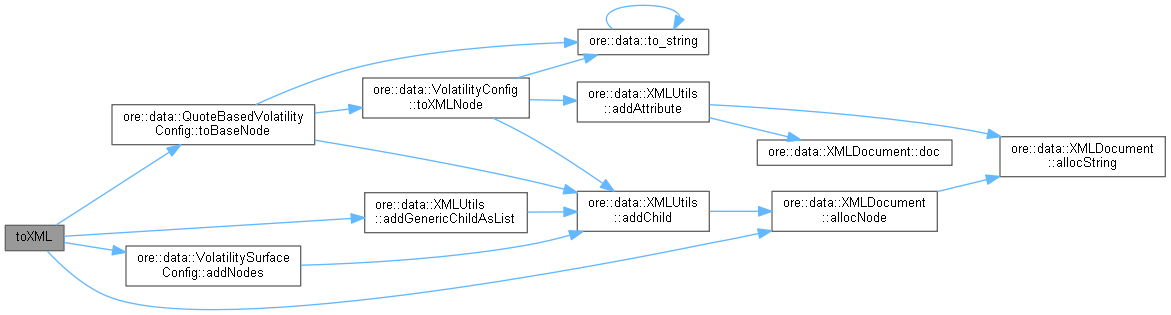 toXML
ore::data::QuoteBasedVolatility
Config::toBaseNode
ore::data::to_string
ore::data::VolatilityConfig
::toXMLNode
ore::data::XMLUtils
::addAttribute
ore::data::XMLDocument::doc
ore::data::XMLDocument
::allocString
ore::data::XMLUtils
::addGenericChildAsList
ore::data::XMLUtils
::addChild
ore::data::XMLDocument
::allocNode
ore::data::VolatilitySurface
Config::addNodes